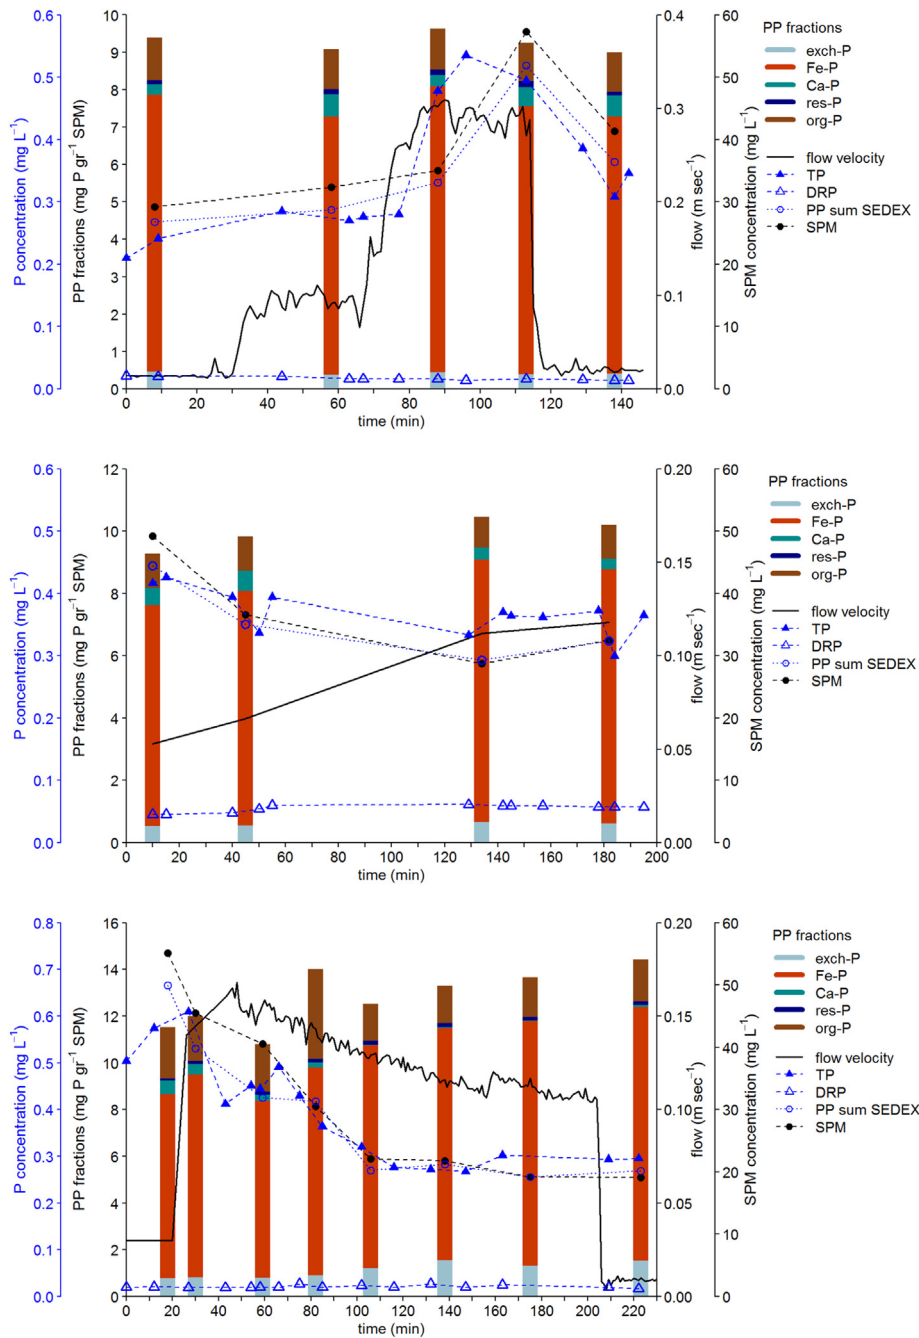 P concentration (mg L⁻¹)
0.0 0.1 0.2 0.3 0.4 0.5 0.6
PP fractions (mg P gr⁻¹ SPM)
0 1 2 3 4 5 6 7 8 9 10
0 20 40 60 80 100 120 140
time (min)
flow (m sec⁻¹)
0.0 0.1 0.2 0.3 0.4
SPM concentration (mg L⁻¹)
0 10 20 30 40 50 60
PP fractions
exch-P
Fe-P
Ca-P
res-P
org-P
flow velocity
TP
DRP
PP sum SEDEX
SPM
P concentration (mg L⁻¹)
0.0 0.1 0.2 0.3 0.4 0.5 0.6
PP fractions (mg P gr⁻¹ SPM)
0 2 4 6 8 10 12
0 20 40 60 80 100 120 140 160 180 200
time (min)
flow (m sec⁻¹)
0.00 0.05 0.10 0.15 0.20
SPM concentration (mg L⁻¹)
0 10 20 30 40 50 60
PP fractions
exch-P
Fe-P
Ca-P
res-P
org-P
flow velocity
TP
DRP
PP sum SEDEX
SPM
P concentration (mg L⁻¹)
0.0 0.1 0.2 0.3 0.4 0.5 0.6 0.7 0.8
PP fractions (mg P gr⁻¹ SPM)
0 2 4 6 8 10 12 14 16
0 20 40 60 80 100 120 140 160 180 200 220
time (min)
flow (m sec⁻¹)
0.00 0.05 0.10 0.15 0.20
SPM concentration (mg L⁻¹)
0 10 20 30 40 50 60
PP fractions
exch-P
Fe-P
Ca-P
res-P
org-P
flow velocity
TP
DRP
PP sum SEDEX
SPM